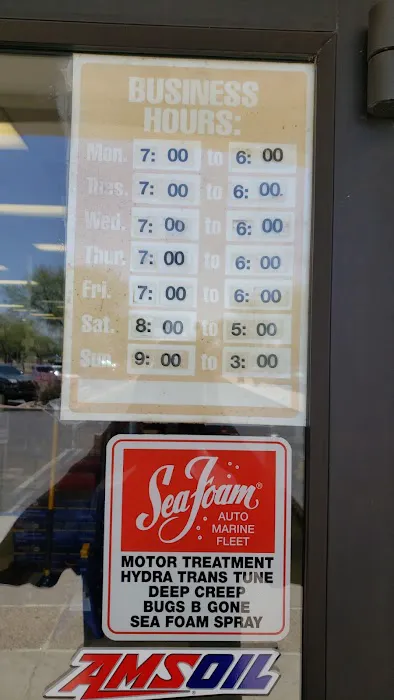 BUSINESS
HOURS:
Mon. 7: 00 to 6: 00
Tues. 7: 00 to 6: 00
Wed. 7: 00 to 6: 00
Thur. 7: 00 to 6: 00
Fri. 7: 00 to 6: 00
Sat. 8: 00 to 5: 00
Sun. 9: 00 to 3: 00
Sea Foam®
AUTO
MARINE
FLEET
MOTOR TREATMENT
HYDRA TRANS TUNE
DEEP CREEP
BUGS B GONE
SEA FOAM SPRAY
AMSOIL